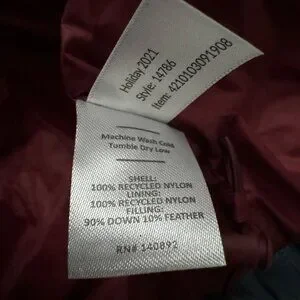 Holiday 2021
Style: 14786
Item: 4210103091908
Machine Wash Cold
Tumble Dry Low
SHELL:
100% RECYCLED NYLON
LINING:
100% RECYCLED NYLON
FILLING:
90% DOWN 10% FEATHER
RN# 140892